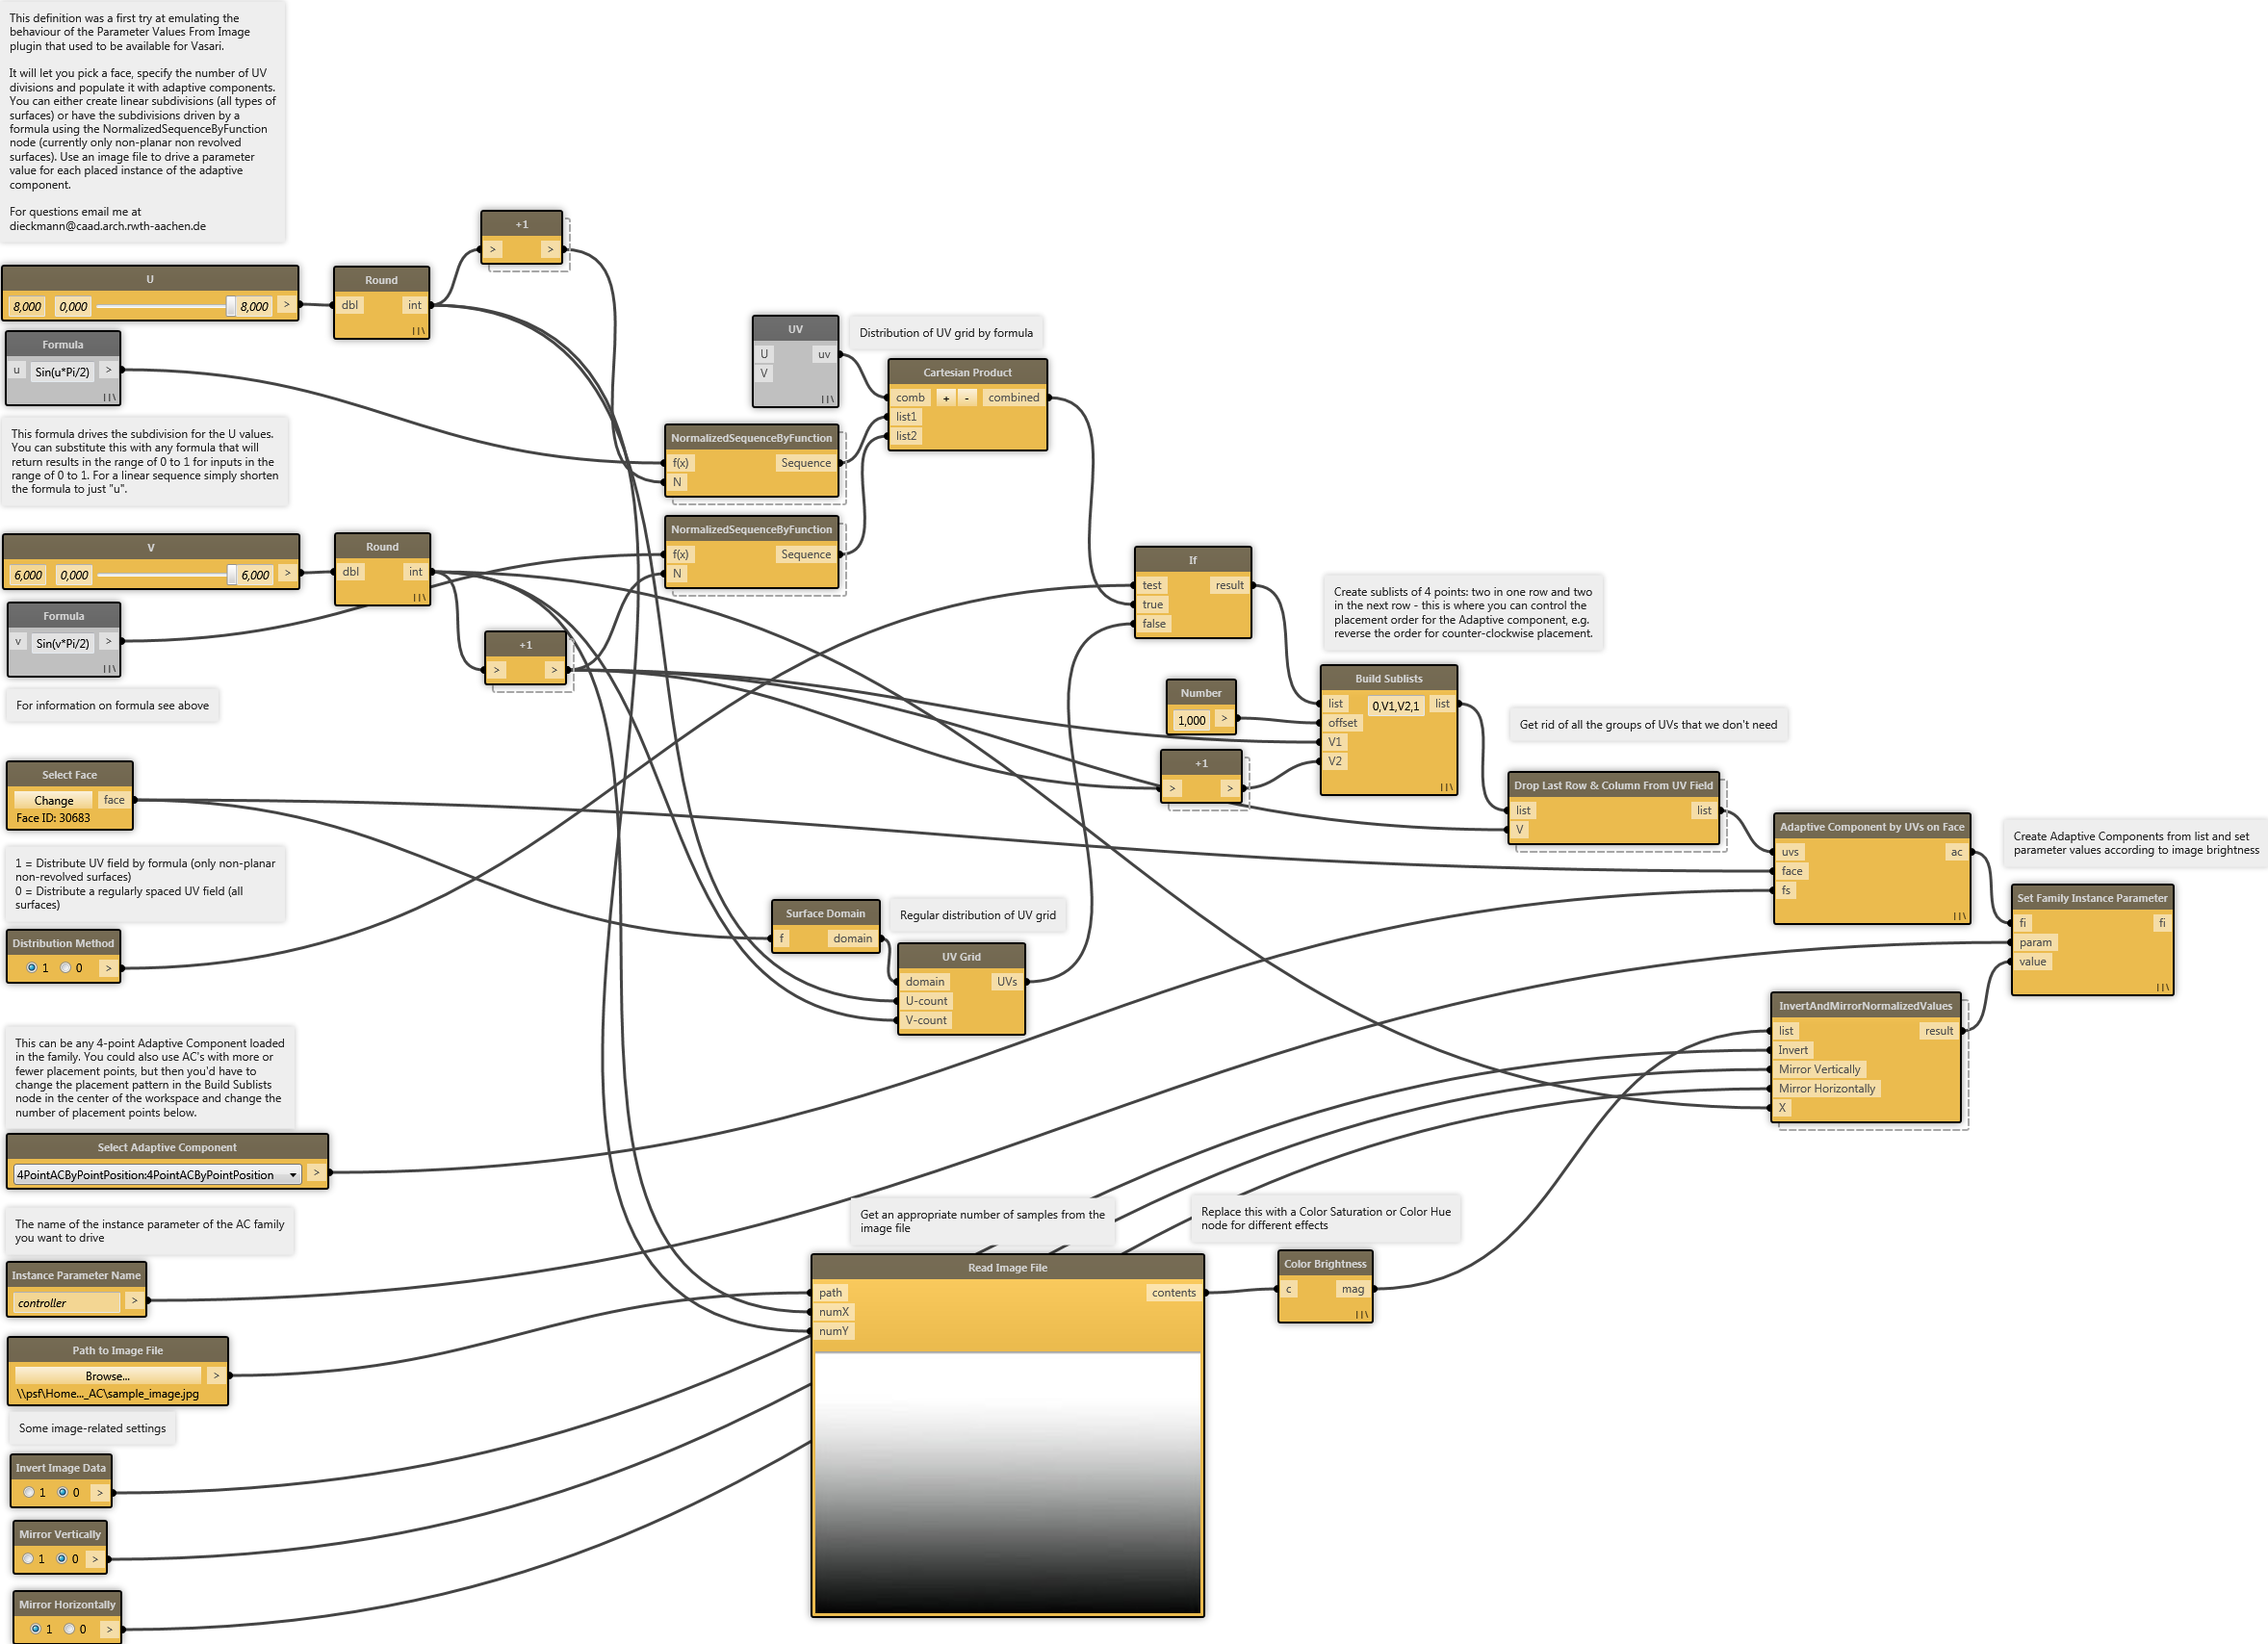 This definition was a first try at emulating the
behaviour of the Parameter Values From Image
plugin that used to be available for Vasari.
It will let you pick a face, specify the number of UV
divisions and populate it with adaptive components.
You can either create linear subdivisions (all types of
surfaces) or have the subdivisions driven by a
formula using the NormalizedSequenceByFunction
node (currently only non-planar non revolved
surfaces). Use an image file to drive a parameter
value for each placed instance of the adaptive
component.
For questions email me at
dieckmann@caad.arch.rwth-aachen.de
+1
> >
U
8,000 0,000 8,000 >
Round
dbl int
Formula
u Sin(u*Pi/2) >
This formula drives the subdivision for the U values.
You can substitute this with any formula that will
return results in the range of 0 to 1 for inputs in the
range of 0 to 1. For a linear sequence simply shorten
the formula to just "u".
UV
U uv
V
Distribution of UV grid by formula
Cartesian Product
comb + - combined
list1
list2
NormalizedSequenceByFunction
f(x) Sequence
N
NormalizedSequenceByFunction
f(x) Sequence
N
V
6,000 0,000 6,000 >
Round
dbl int
Formula
v Sin(v*Pi/2) >
For information on formula see above
+1
> >
If
test result
true
false
Create sublists of 4 points: two in one row and two
in the next row - this is where you can control the
placement order for the Adaptive component, e.g.
reverse the order for counter-clockwise placement.
Number
1,000 >
Build Sublists
list 0,V1,V2,1 list
offset
V1
V2
+1
> >
Get rid of all the groups of UVs that we don't need
Drop Last Row & Column From UV Field
list list
V
Select Face
Change face
Face ID: 30683
1 = Distribute UV field by formula (only non-planar
non-revolved surfaces)
0 = Distribute a regularly spaced UV field (all
surfaces)
Distribution Method
1 0 >
Surface Domain
f domain
Regular distribution of UV grid
UV Grid
domain UVs
U-count
V-count
Adaptive Component by UVs on Face
uvs ac
face
fs
Create Adaptive Components from list and set
parameter values according to image brightness
Set Family Instance Parameter
fi fi
param
value
InvertAndMirrorNormalizedValues
list result
Invert
Mirror Vertically
Mirror Horizontally
X
This can be any 4-point Adaptive Component loaded
in the family. You could also use AC's with more or
fewer placement points, but then you'd have to
change the placement pattern in the Build Sublists
node in the center of the workspace and change the
number of placement points below.
Select Adaptive Component
4PointACByPointPosition:4PointACByPointPosition >
The name of the instance parameter of the AC family
you want to drive
Instance Parameter Name
controller >
Path to Image File
Browse... >
\\psf\Home..._AC\sample_image.jpg
Some image-related settings
Invert Image Data
1 0 >
Mirror Vertically
1 0 >
Mirror Horizontally
1 0 >
Get an appropriate number of samples from the
image file
Read Image File
path contents
numX
numY
Replace this with a Color Saturation or Color Hue
node for different effects
Color Brightness
c mag